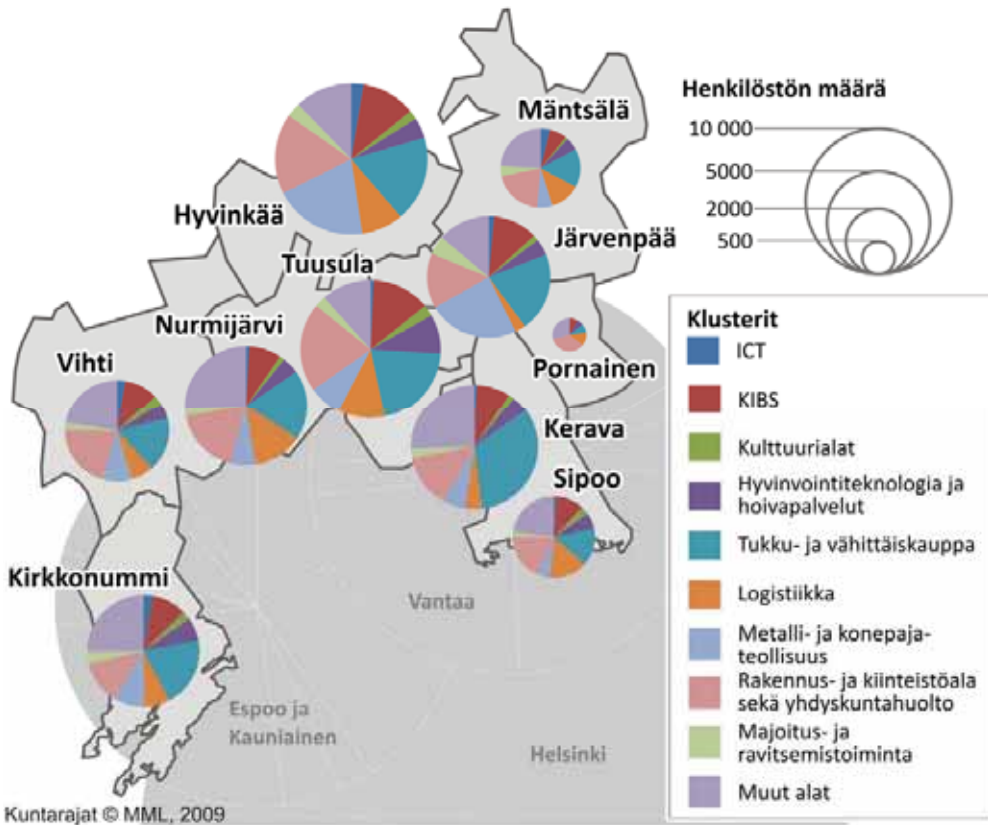 Mäntsälä
Hyvinkää
Järvenpää
Tuusula
Nurmijärvi
Vihti
Pornainen
Kerava
Sipoo
Kirkkonummi
Vantaa
Espoo ja
Kauniainen
Helsinki
Kuntarajat © MML, 2009
Henkilöstön määrä
10 000
5000
2000
500
Klusterit
ICT
KIBS
Kulttuurialat
Hyvinvointiteknologia ja
hoivapalvelut
Tukku- ja vähittäiskauppa
Logistiikka
Metalli- ja konepaja-
teollisuus
Rakennus- ja kiinteistöala
sekä yhdyskuntahuolto
Majoitus- ja
ravitsemistoiminta
Muut alat